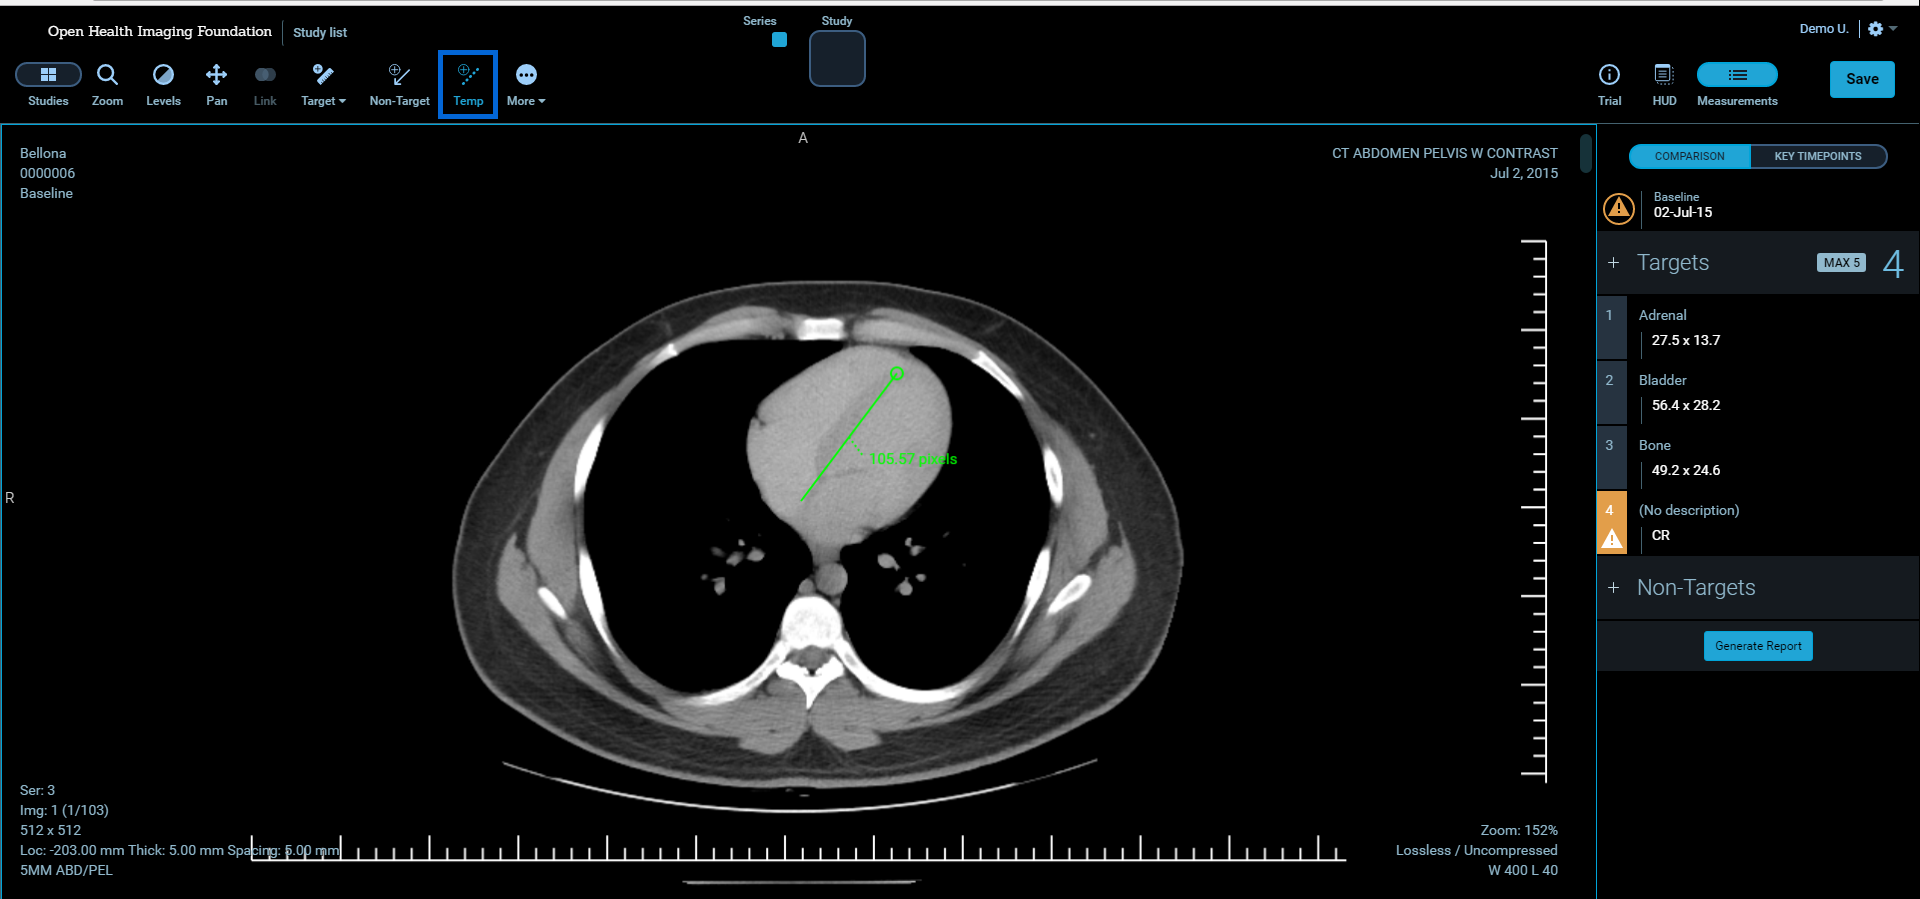 Open Health Imaging Foundation
Study list
Series
Study
Demo U.
Studies
Zoom
Levels
Pan
Link
Target
Non-Target
Temp
More
Trial
HUD
Measurements
Save
Bellona
0000006
Baseline
A
CT ABDOMEN PELVIS W CONTRAST
Jul 2, 2015
R
105.57 pixels
Ser: 3
Img: 1 (1/103)
512 x 512
Loc: -203.00 mm Thick: 5.00 mm Spacing: 5.00 mm
5MM ABD/PEL
Zoom: 152%
Lossless / Uncompressed
W 400 L 40
COMPARISON
KEY TIMEPOINTS
Baseline
02-Jul-15
+ Targets MAX 5 4
1 Adrenal
27.5 x 13.7
2 Bladder
56.4 x 28.2
3 Bone
49.2 x 24.6
4 (No description)
CR
+ Non-Targets
Generate Report